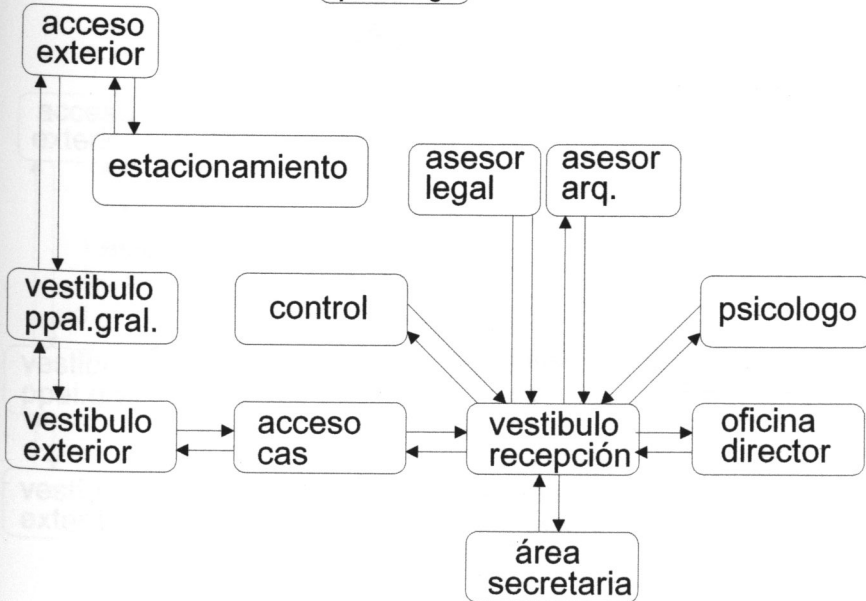 acceso
exterior
estacionamiento
asesor
legal
asesor
arq.
vestibulo
ppal.gral.
control
psicologo
vestibulo
exterior
acceso
cas
vestibulo
recepción
oficina
director
área
secretaria